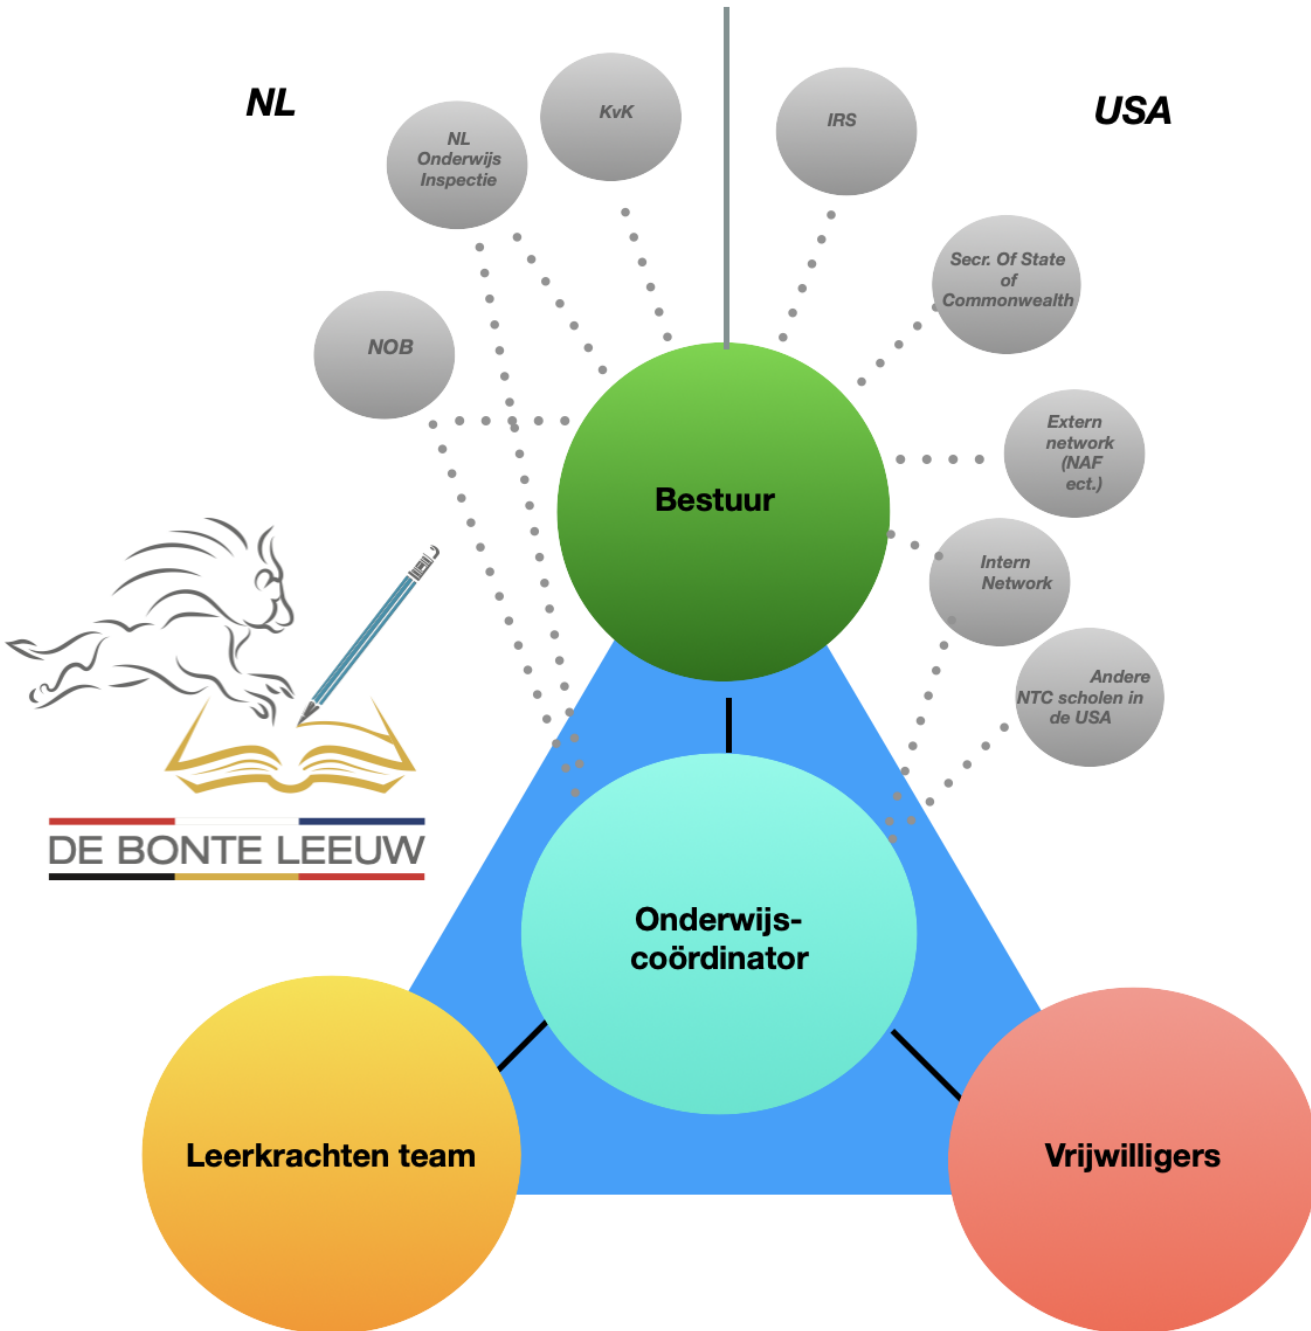 NL
USA
KvK
IRS
NL
Onderwijs
Inspectie
Secr. Of State
of
Commonwealth
NOB
Extern
network
(NAF
ect.)
Bestuur
Intern
Network
Andere
NTC scholen in
de USA
DE BONTE LEEUW
Onderwijs-
coördinator
Leerkrachten team
Vrijwilligers